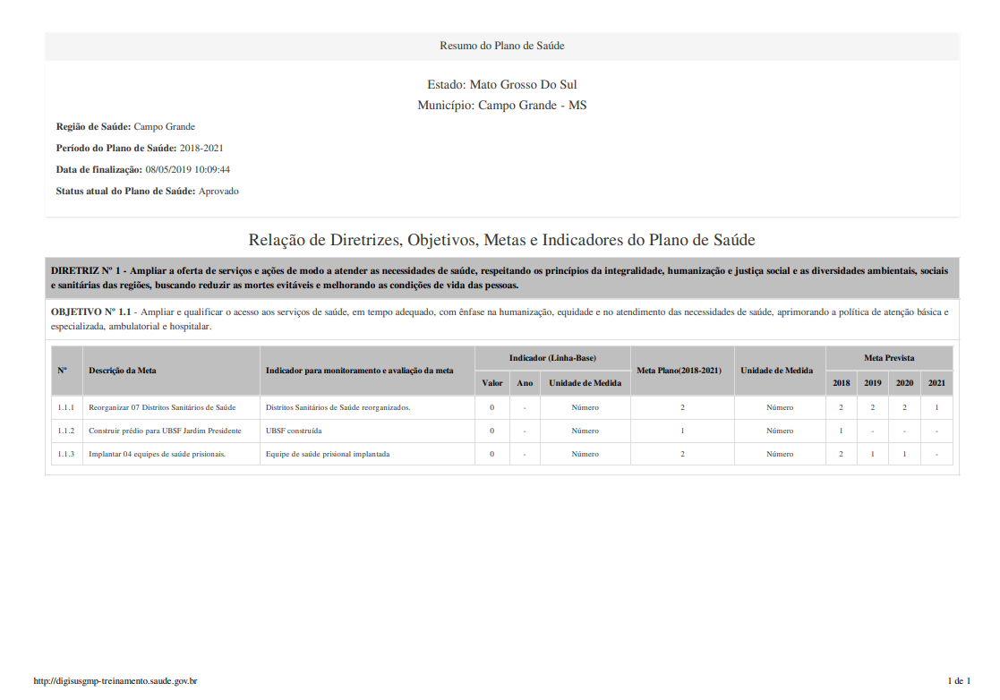 Resumo do Plano de Saúde
Estado: Mato Grosso Do Sul
Município: Campo Grande - MS
Região de Saúde: Campo Grande
Período do Plano de Saúde: 2018-2021
Data de finalização: 08/05/2019 10:09:44
Status atual do Plano de Saúde: Aprovado
Relação de Diretrizes, Objetivos, Metas e Indicadores do Plano de Saúde
DIRETRIZ Nº 1 - Ampliar a oferta de serviços e ações de modo a atender as necessidades de saúde, respeitando os princípios da integralidade, humanização e justiça social e as diversidades ambientais, sociais
e sanitárias das regiões, buscando reduzir as mortes evitáveis e melhorando as condições de vida das pessoas.
OBJETIVO Nº 1.1 - Ampliar e qualificar o acesso aos serviços de saúde, em tempo adequado, com ênfase na humanização, equidade e no atendimento das necessidades de saúde, aprimorando a política de atenção básica e
especializada, ambulatorial e hospitalar.
Nº Descrição da Meta Indicador para monitoramento e avaliação da meta Indicador (Linha-Base) Meta Plano(2018-2021) Unidade de Medida Meta Prevista
Valor Ano Unidade de Medida 2018 2019 2020 2021
1.1.1 Reorganizar 07 Distritos Sanitários de Saúde Distritos Sanitários de Saúde reorganizados. 0 - Número 2 Número 2 2 2 1
1.1.2 Construir prédio para UBSF Jardim Presidente UBSF construída 0 - Número 1 Número 1 - - -
1.1.3 Implantar 04 equipes de saúde prisionais. Equipe de saúde prisional implantada 0 - Número 2 Número 2 1 1 -
http://digisusgmp-treinamento.saude.gov.br 1 de 1